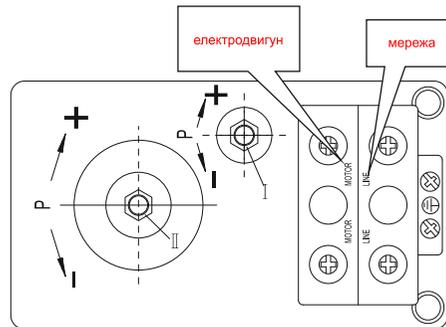 електродвигун
мережа
+
+
P
P
-
-
I
II
MOTOR
LINE
MOTOR
LINE